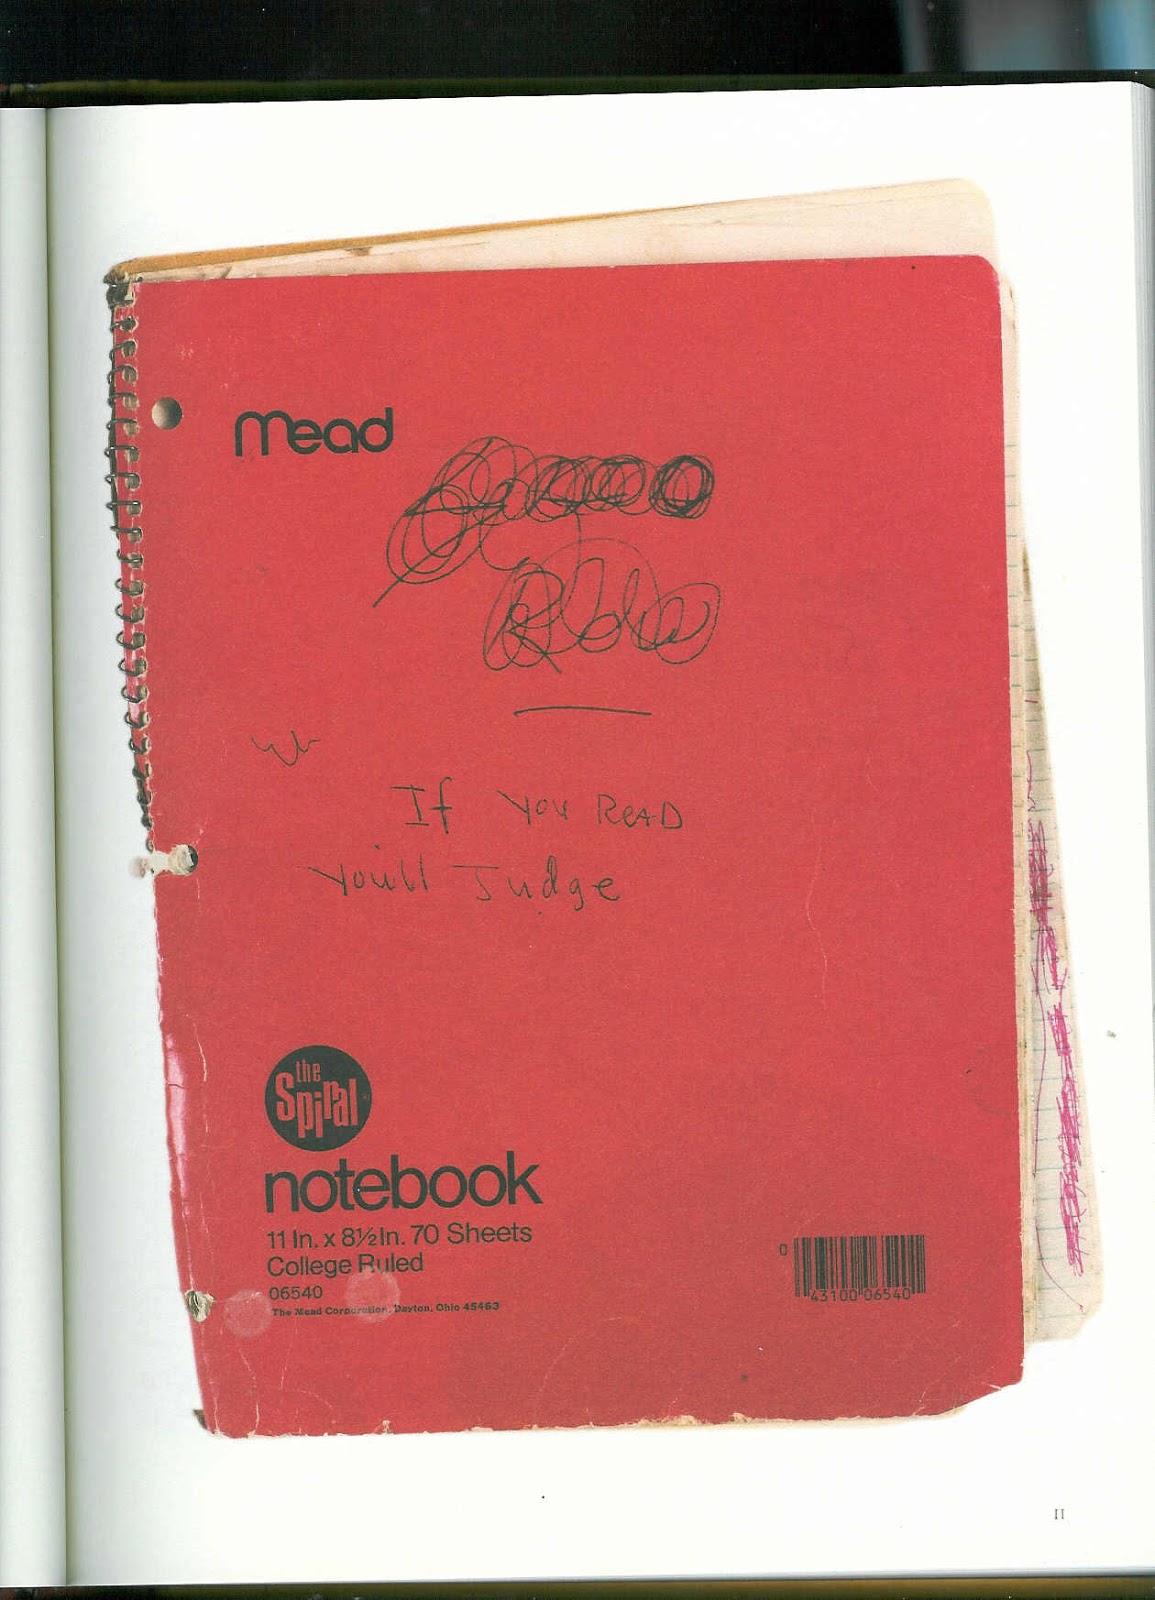 mead
If You ReAD
You'll Judge
the
Spiral
notebook
11 In. x 8½ In. 70 Sheets
College Ruled
06540
The Mead Corporation, Dayton, Ohio 45463
0
43100 06540
II